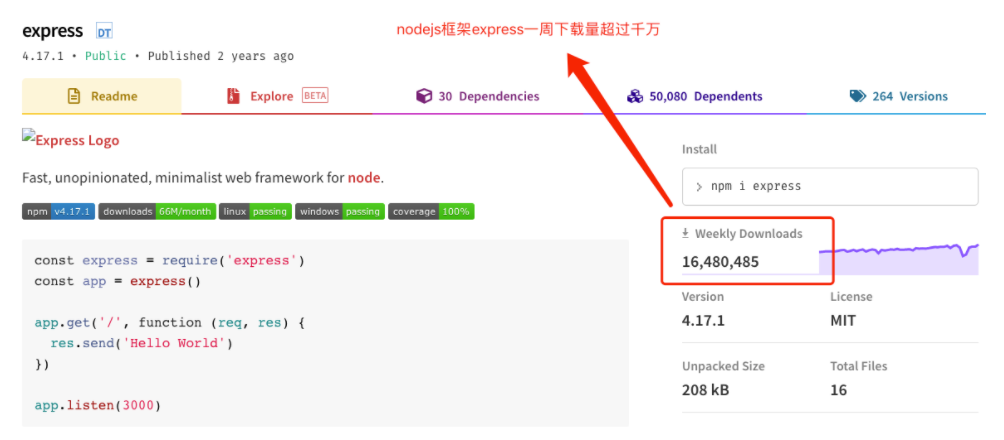 express DT
nodejs框架express一周下载量超过千万
4.17.1 • Public • Published 2 years ago
Readme
Explore BETA
30 Dependencies
50,080 Dependents
264 Versions
Express Logo
Fast, unopinionated, minimalist web framework for node.
npm v4.17.1 downloads 66M/month linux passing windows passing coverage 100%
const express = require('express')
const app = express()
app.get('/', function (req, res) {
  res.send('Hello World')
})
app.listen(3000)
Install
> npm i express
Weekly Downloads
16,480,485
Version
4.17.1
License
MIT
Unpacked Size
208 kB
Total Files
16